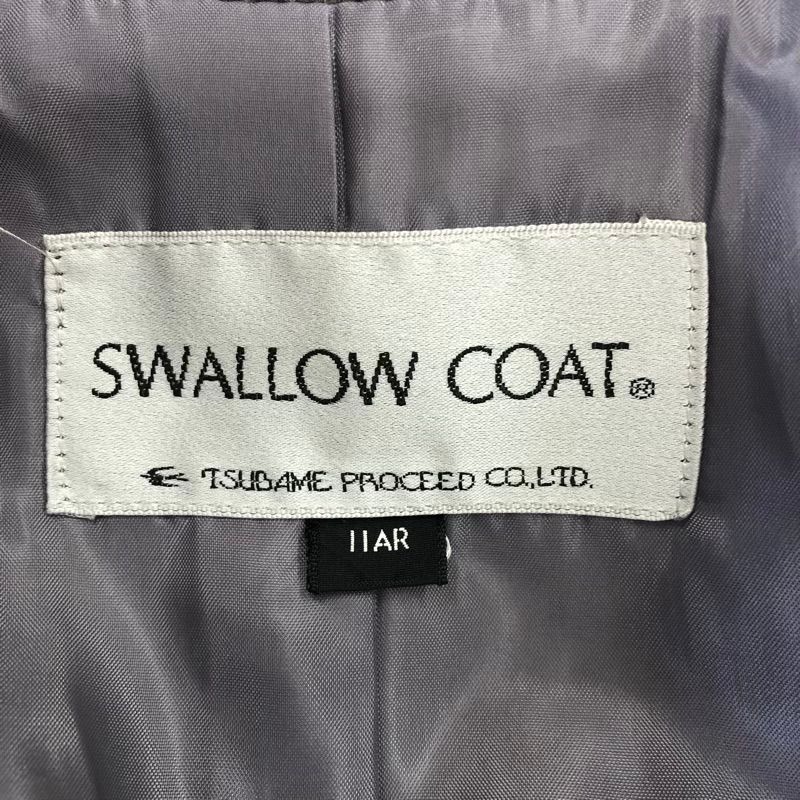 SWALLOW COAT®
TSUBAME PROCEED CO.,LTD.
11AR